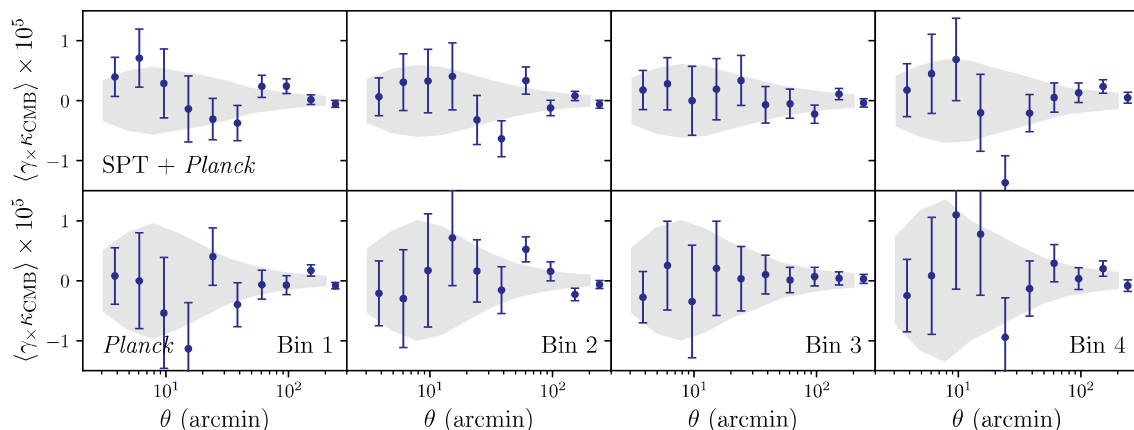 ⟨γ×κCMB⟩ × 10⁵
1
0
−1
SPT + Planck
⟨γ×κCMB⟩ × 10⁵
1
0
−1
Planck
Bin 1
Bin 2
Bin 3
Bin 4
10¹ 10² 10¹ 10² 10¹ 10² 10¹ 10²
θ (arcmin) θ (arcmin) θ (arcmin) θ (arcmin)